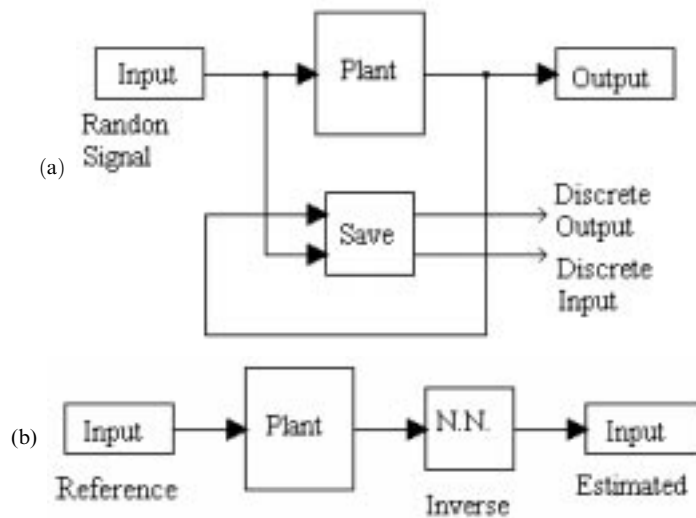 Input
Plant
Output
Randon
Signal
(a)
Save
Discrete
Output
Discrete
Input
(b)
Input
Plant
N.N.
Input
Reference
Inverse
Estimated